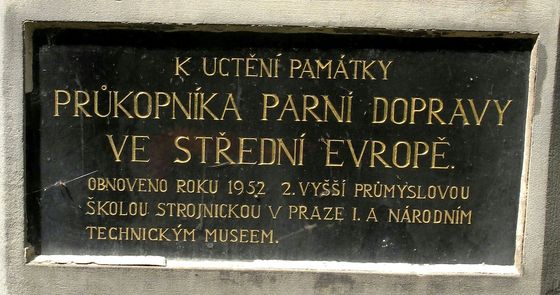 K UCTĚNÍ PAMÁTKY
PRŮKOPNÍKA PARNÍ DOPRAVY
VE STŘEDNÍ EVROPĚ.
OBNOVENO ROKU 1952 2. VYŠŠÍ PRŮMYSLOVOU
ŠKOLOU STROJNICKOU V PRAZE I. A NÁRODNÍM
TECHNICKÝM MUSEEM.